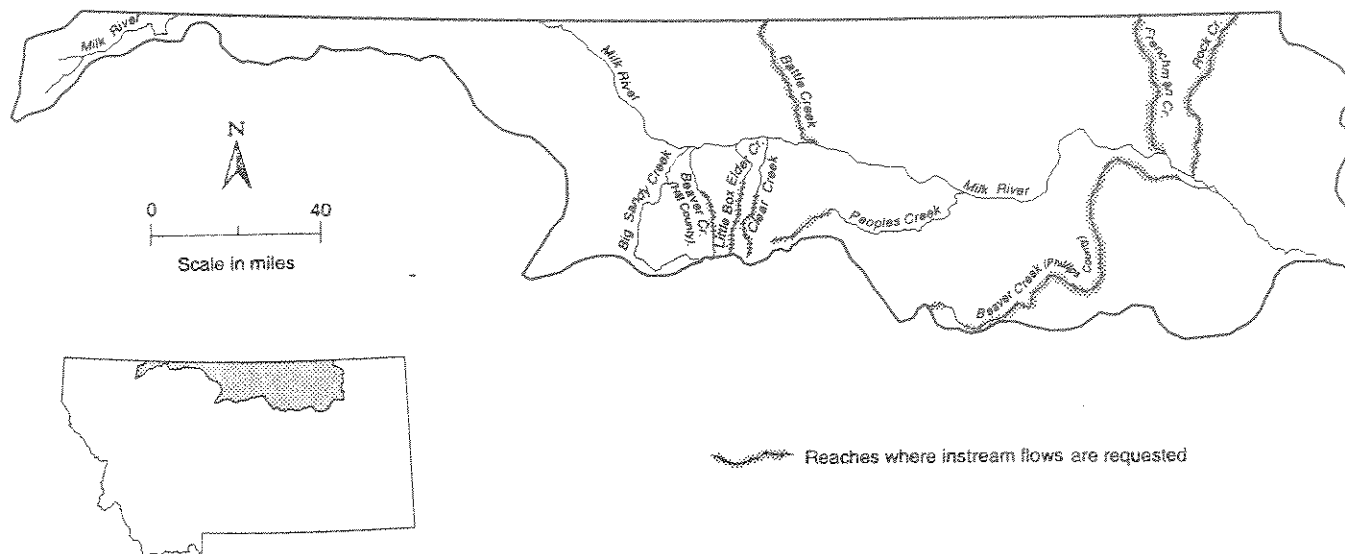 Milk River
Milk River
Battle Creek
Frenchman Cr.
Rock Cr.
N
0 40
Scale in miles
Big Sandy Creek
Beaver Cr.
(Hill County)
Little Box Elder Cr.
Clear Creek
Peoples Creek
Milk River
Beaver Creek (Phillips
County)
Reaches where instream flows are requested